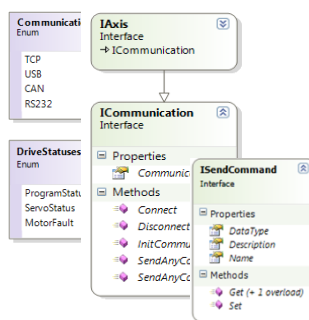 Communicati
Enum
TCP
USB
CAN
RS232
IAxis
Interface
ICommunication
DriveStatuses
Enum
ProgramStatu
ServoStatus
MotorFault
ICommunication
Interface
Properties
Communic
Methods
Connect
Disconnect
InitCommu
SendAnyCo
SendAnyCo
ISendCommand
Interface
Properties
DataType
Description
Name
Methods
Get (+ 1 overload)
Set